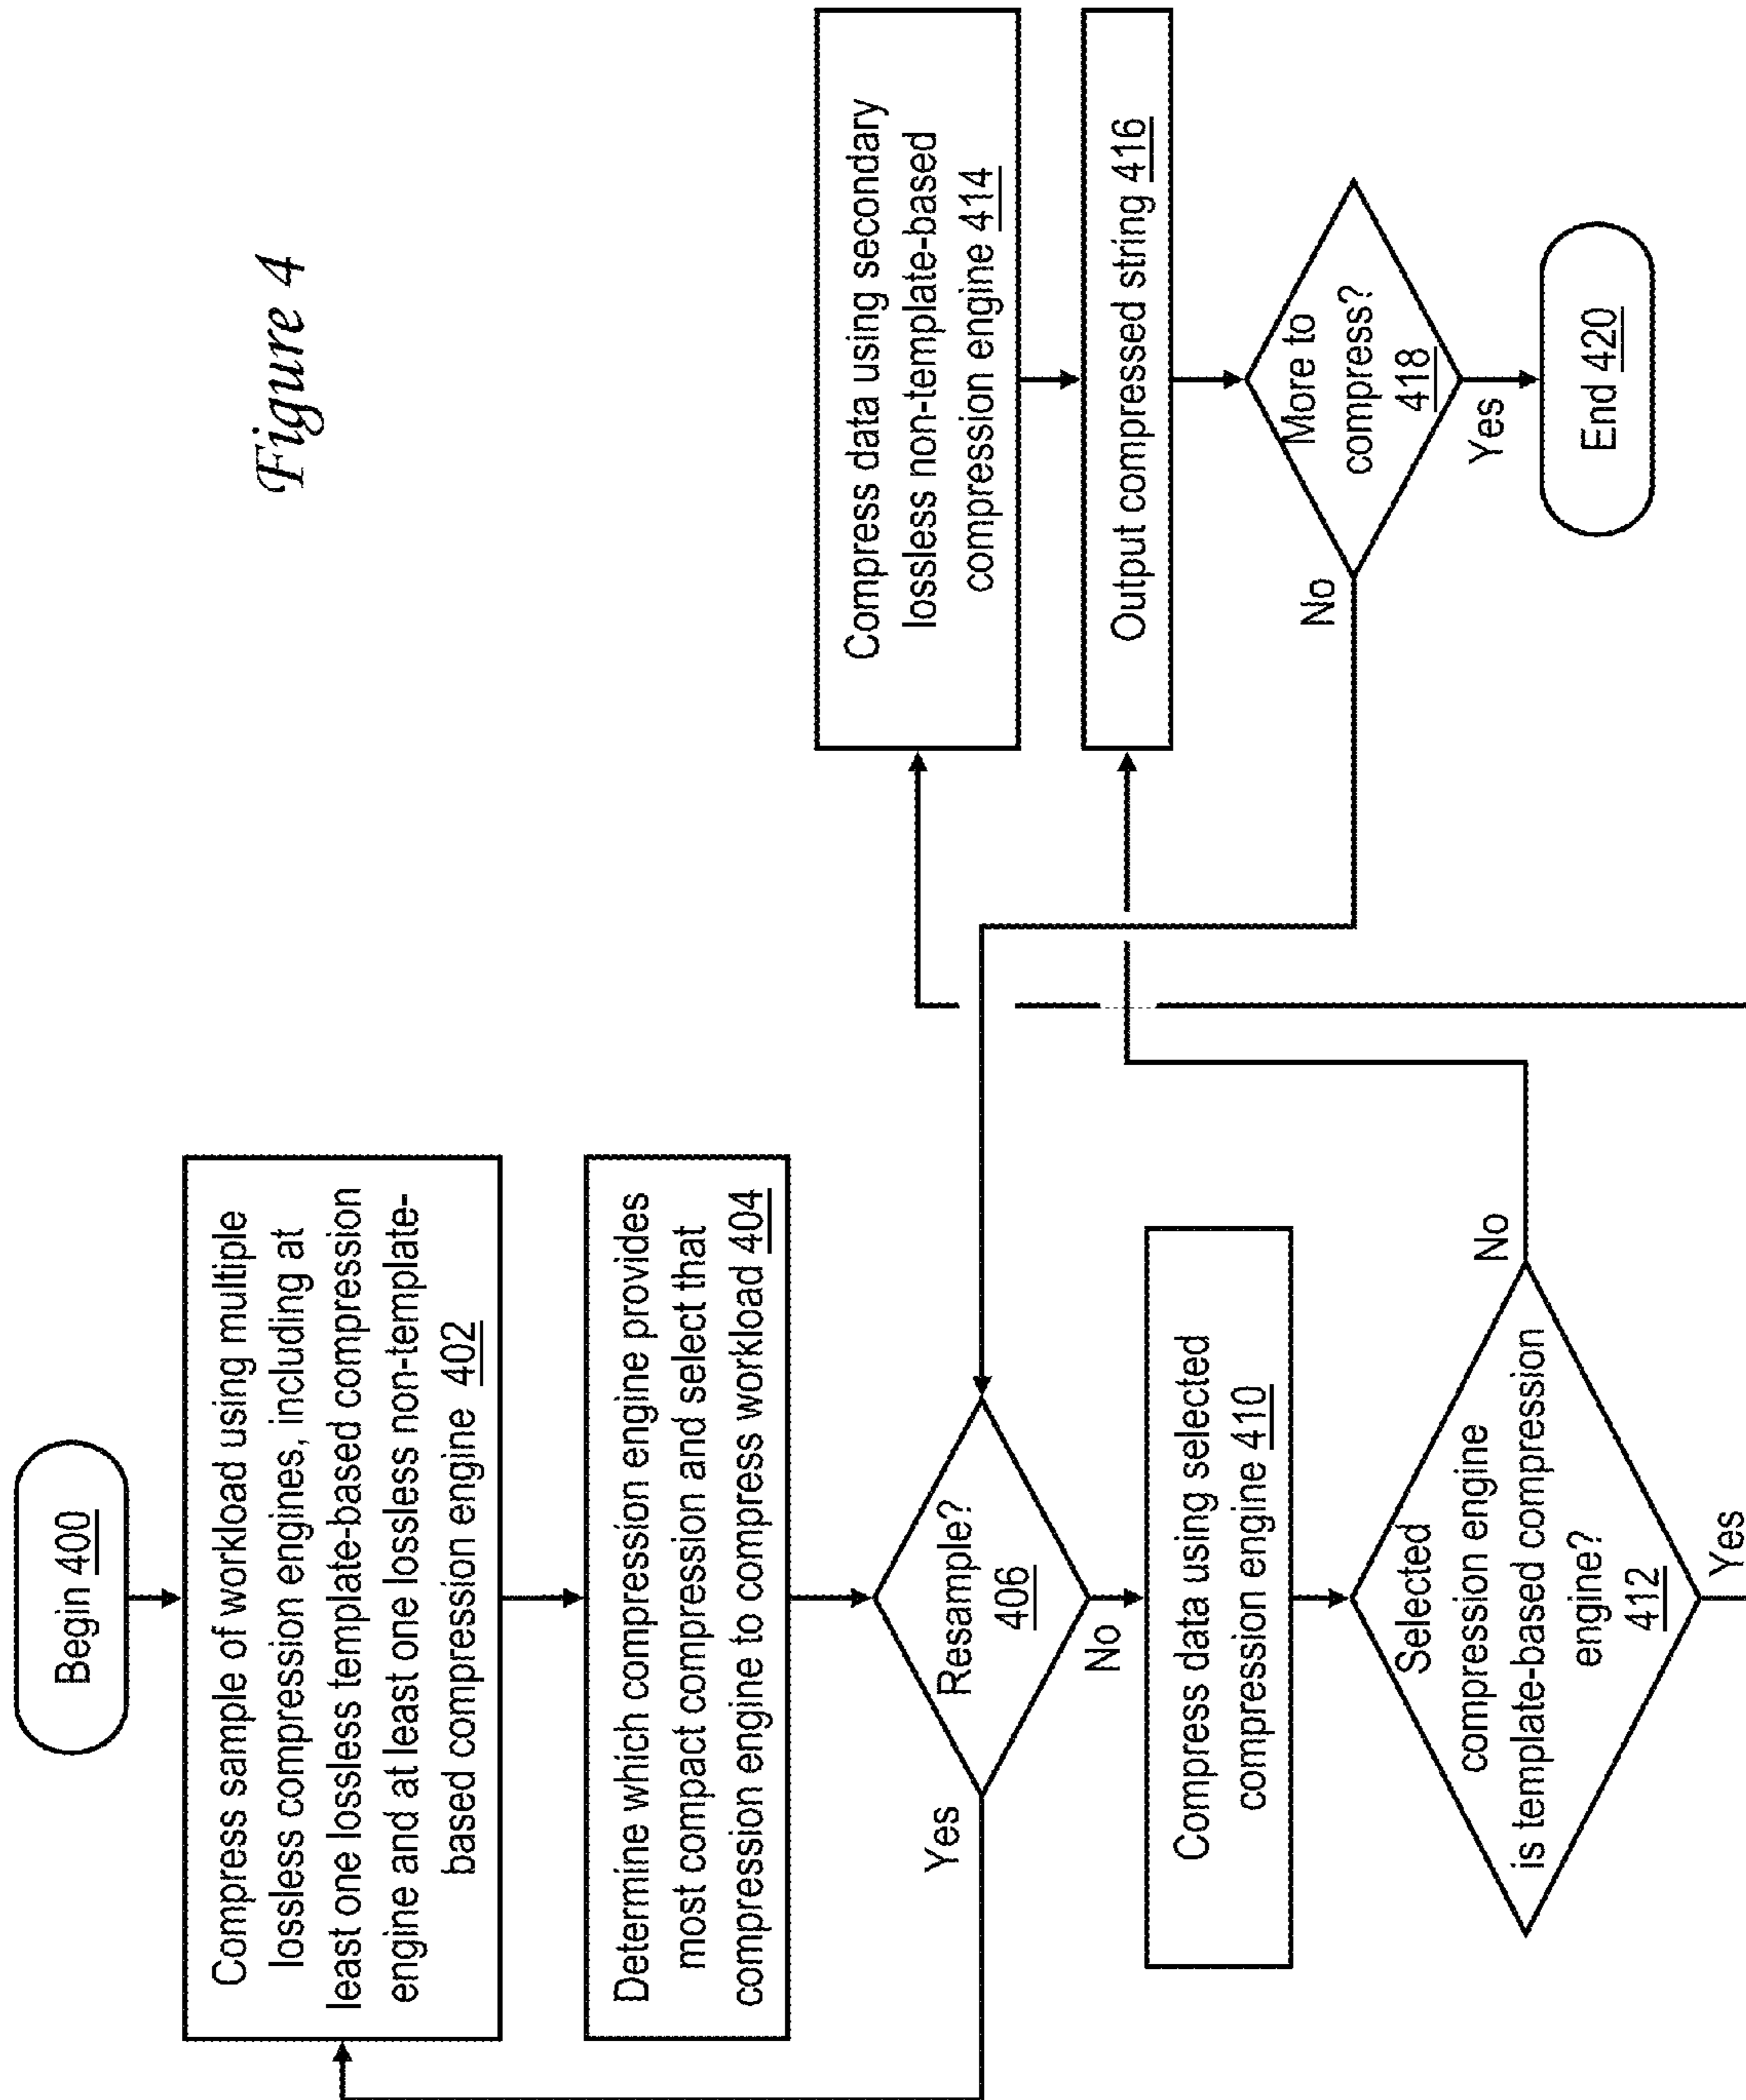 Begin 400
Compress sample of workload using multiple
lossless compression engines, including at
least one lossless template-based compression
engine and at least one lossless non-template-
based compression engine 402
Determine which compression engine provides
most compact compression and select that
compression engine to compress workload 404
Resample?
406
Yes
No
Compress data using selected
compression engine 410
Selected
compression engine
is template-based compression
engine?
412
No
Yes
Figure 4
Compress data using secondary
lossless non-template-based
compression engine 414
Output compressed string 416
More to
compress?
418
No
Yes
End 420